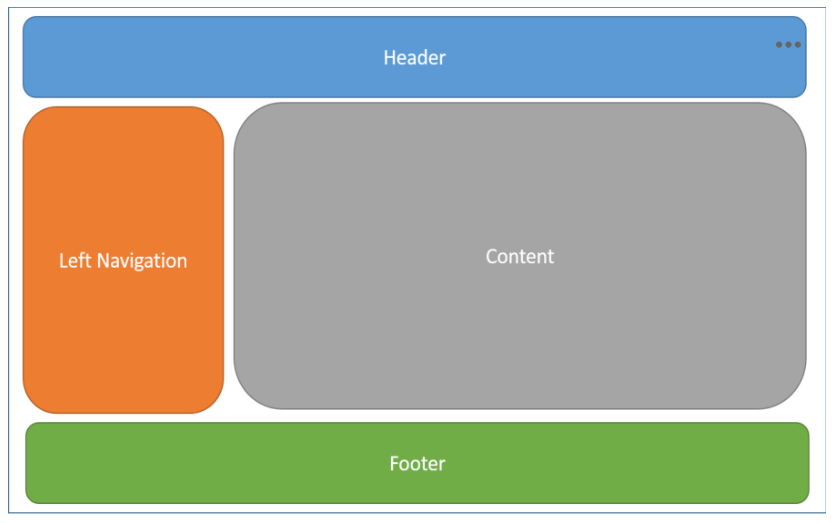 Header
Left Navigation
Content
Footer